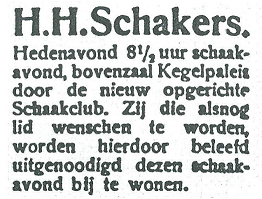 H.H.Schakers.
Hedenavond 8½ uur schaak-
avond, bovenzaal Kegelpaleis
door de nieuw opgerichte
Schaakclub. Zij die alsnog
lid wenschen te worden,
worden hierdoor beleefd
uitgenoodigd dezen schaak-
avond bij te wonen.